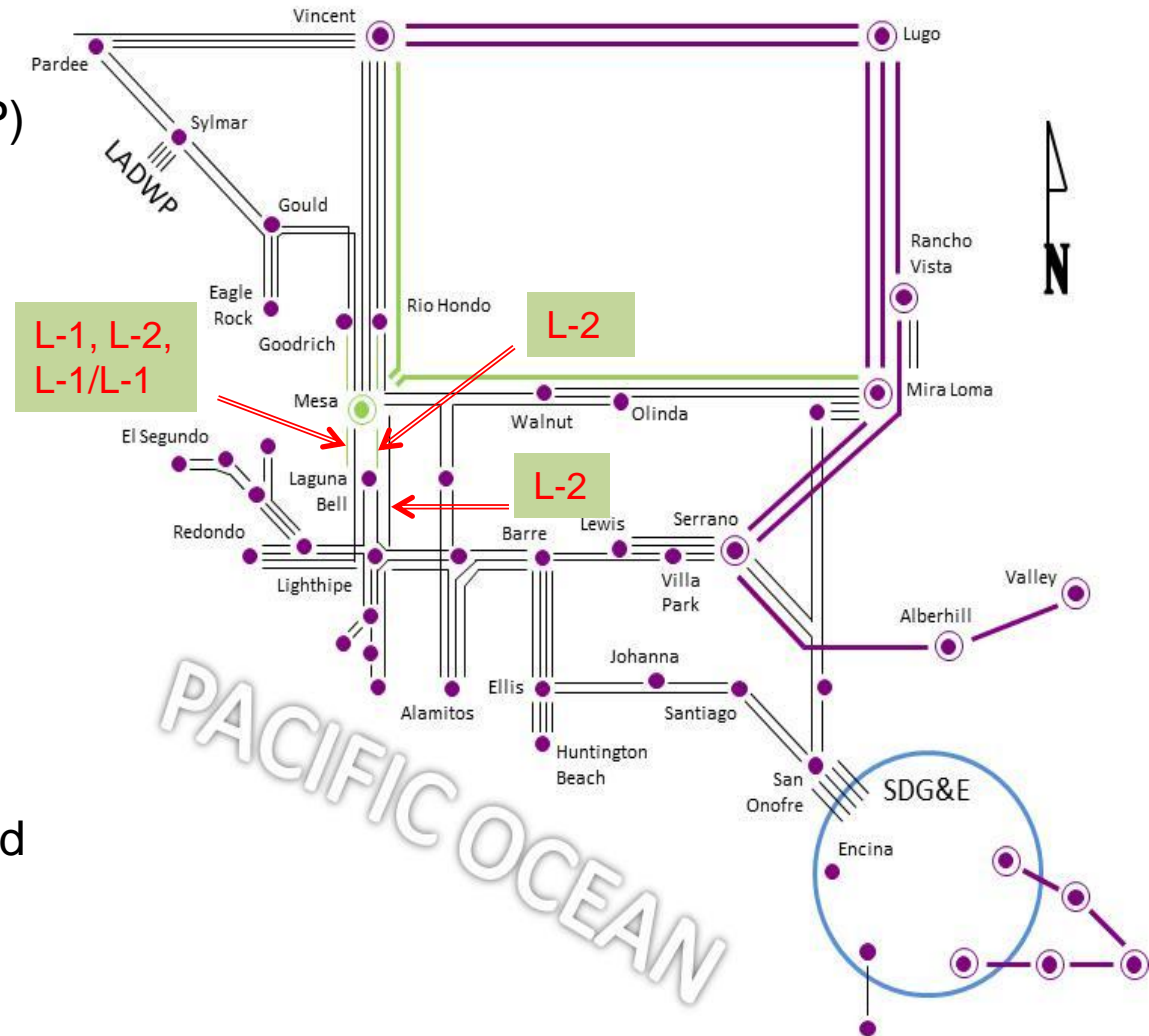 Vincent
Lugo
Pardee
P)
Sylmar
LADWP
Gould
N
Rancho
Vista
Eagle
Rock
Rio Hondo
L-1, L-2,
L-1/L-1
L-2
Goodrich
Mesa
Mira Loma
Walnut
Olinda
El Segundo
Laguna
Bell
L-2
Redondo
Barre
Lewis
Serrano
Lighthipe
Villa
Park
Valley
Alberhill
Johanna
Ellis
Alamitos
Santiago
PACIFIC OCEAN
Huntington
Beach
San
Onofre
SDG&E
d
Encina